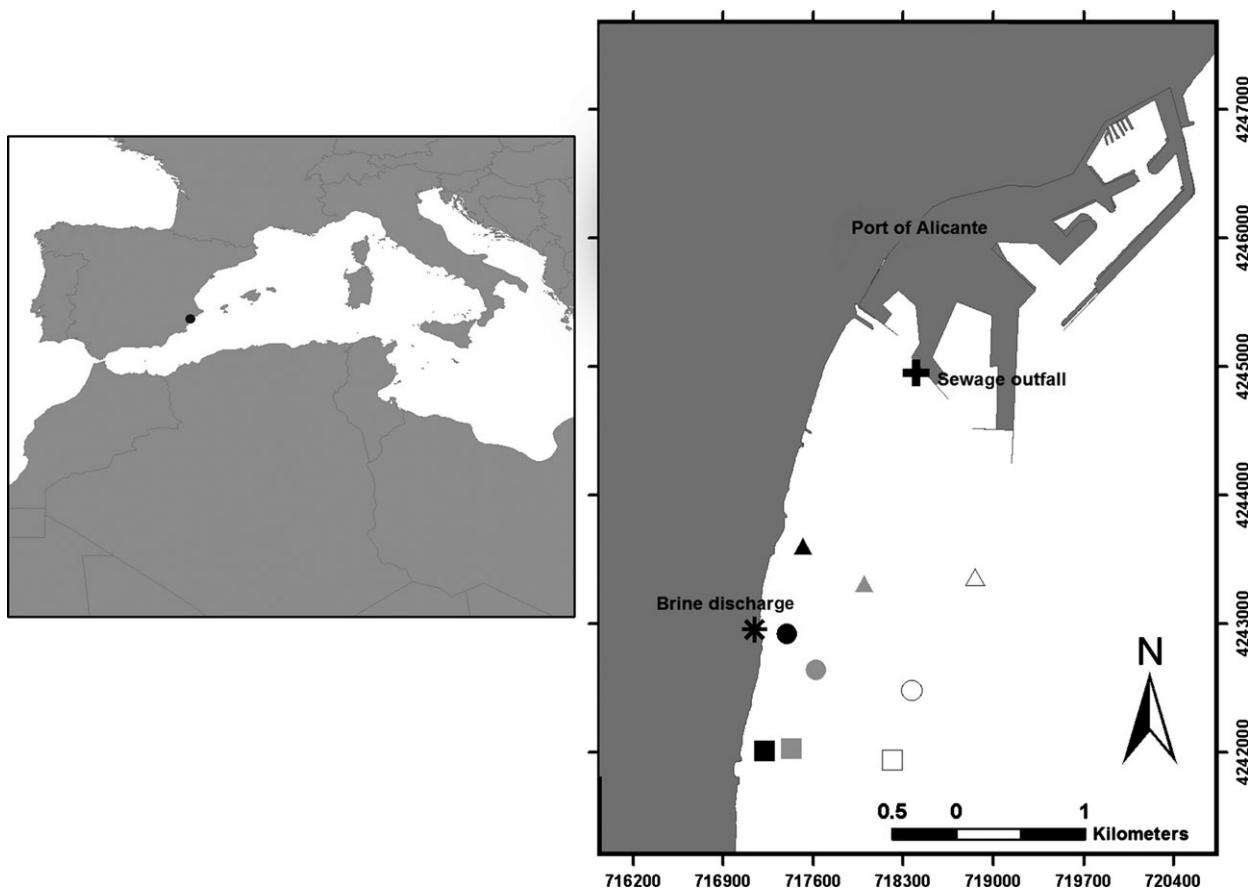 4247000
Port of Alicante
4246000
4245000
Sewage outfall
4244000
Brine discharge
4243000
N
4242000
0.5 0 1
Kilometers
716200 716900 717600 718300 719000 719700 720400